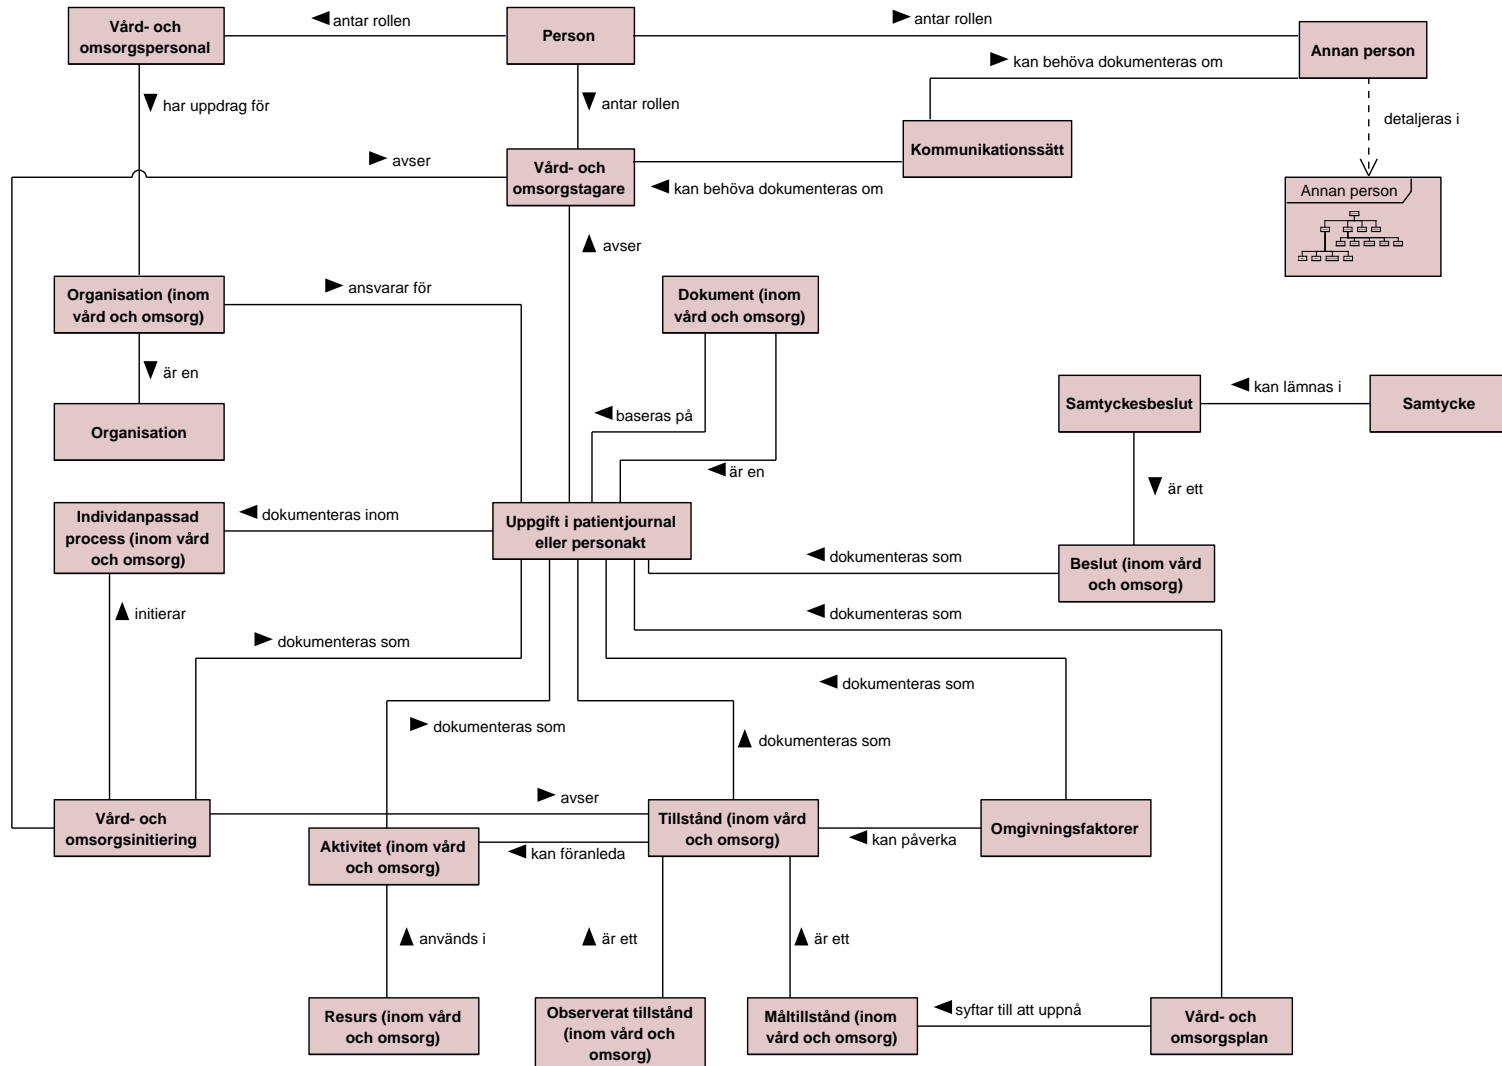 Vård- och
omsorgspersonal
antar rollen
Person
antar rollen
Annan person
kan behöva dokumenteras om
har uppdrag för
antar rollen
detaljeras i
Kommunikationssätt
avser
Vård- och
omsorgstagare
kan behöva dokumenteras om
Annan person
avser
Organisation (inom
vård och omsorg)
ansvarar för
Dokument (inom
vård och omsorg)
är en
Samtyckesbeslut
kan lämnas i
Samtycke
baseras på
Organisation
är en
är ett
Individanpassad
process (inom vård
och omsorg)
dokumenteras inom
Uppgift i patientjournal
eller personakt
dokumenteras som
Beslut (inom vård
och omsorg)
initierar
dokumenteras som
dokumenteras som
dokumenteras som
dokumenteras som
dokumenteras som
avser
Vård- och
omsorgsinitiering
Aktivitet (inom vård
och omsorg)
kan föranleda
Tillstånd (inom vård
och omsorg)
kan påverka
Omgivningsfaktorer
används i
är ett
är ett
Resurs (inom vård
och omsorg)
Observerat tillstånd
(inom vård och
omsorg)
Måltillstånd (inom
vård och omsorg)
syftar till att uppnå
Vård- och
omsorgsplan